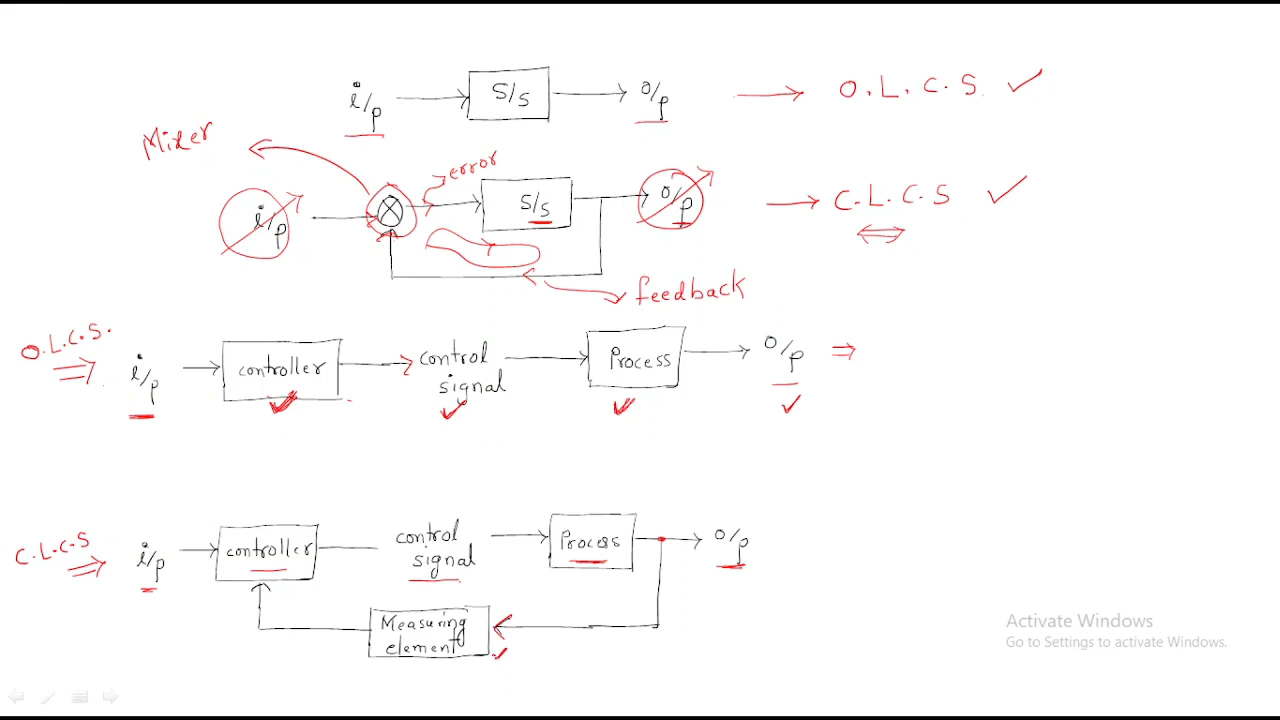 i/p S/S o/p O.L.C.S.
Mixer
error
i/p S/S o/p C.L.C.S
feedback
O.L.C.S.
i/p controller control signal Process o/p
C.L.C.S
i/p controller control signal Process o/p
Measuring
element
Activate Windows
Go to Settings to activate Windows.